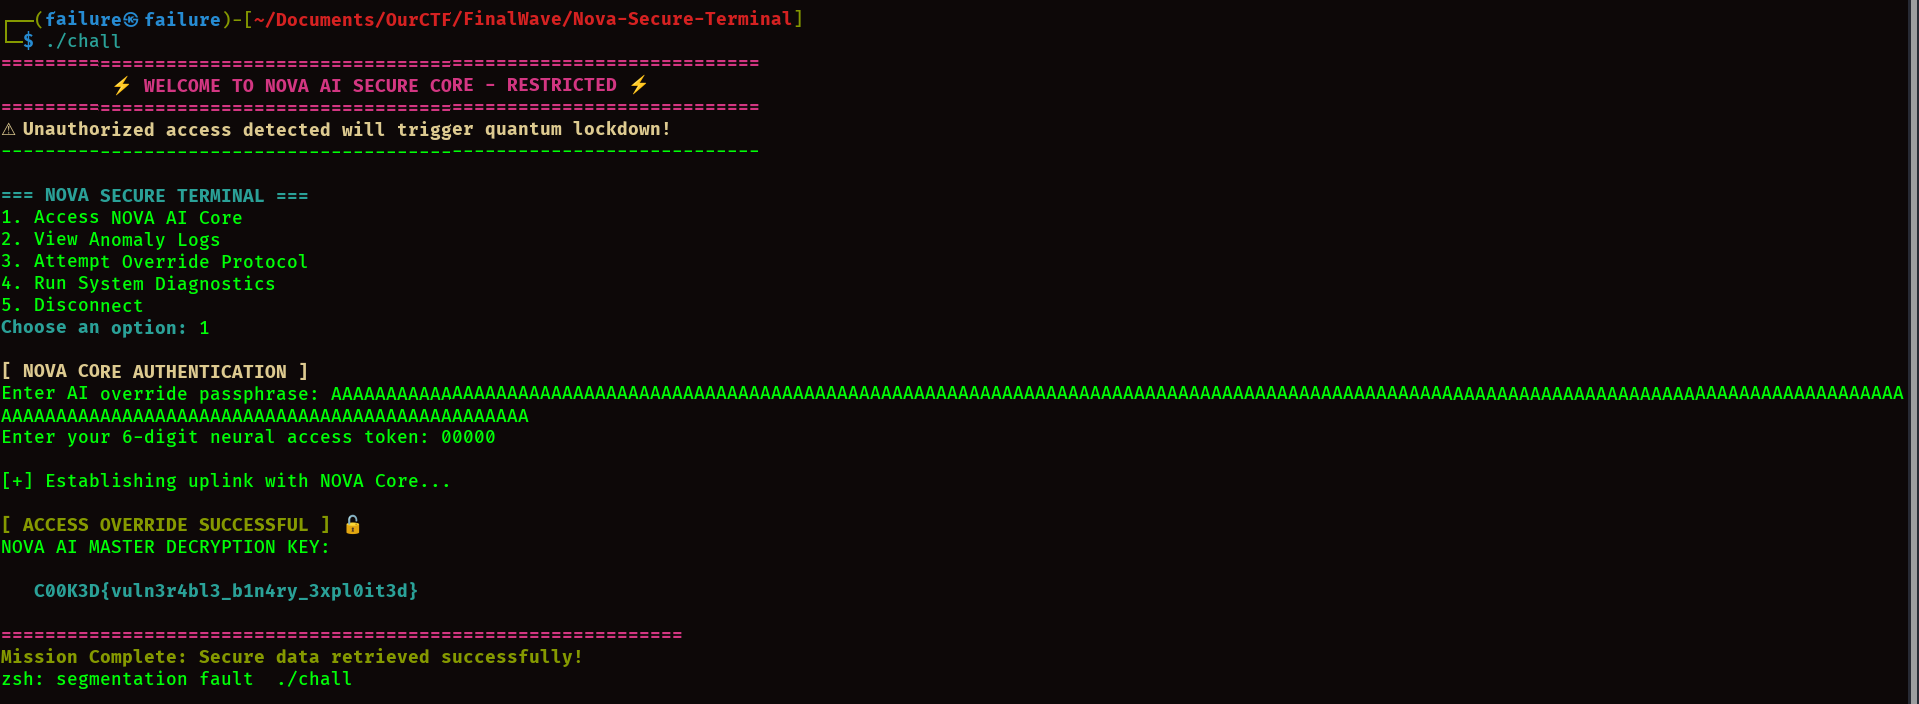 ┌──(failure㉿failure)-[~/Documents/OurCTF/FinalWave/Nova-Secure-Terminal]
└─$ ./chall
=====================================================================
⚡ WELCOME TO NOVA AI SECURE CORE - RESTRICTED ⚡
=====================================================================
⚠ Unauthorized access detected will trigger quantum lockdown!
---------------------------------------------------------------------
=== NOVA SECURE TERMINAL ===
1. Access NOVA AI Core
2. View Anomaly Logs
3. Attempt Override Protocol
4. Run System Diagnostics
5. Disconnect
Choose an option: 1
[ NOVA CORE AUTHENTICATION ]
Enter AI override passphrase: AAAAAAAAAAAAAAAAAAAAAAAAAAAAAAAAAAAAAAAAAAAAAAAAAAAAAAAAAAAAAAAAAAAAAAAAAAAAAAAAAAAAAAAAAAAAAAAAAAAAAAAAAAAAAAAAAAAAAAAAAAAAAAAAAAAAAAAAAAAAAAA
AAAAAAAAAAAAAAAAAAAAAAAAAAAAAAAAAAAAAAAAAAAAAAAA
Enter your 6-digit neural access token: 00000
[+] Establishing uplink with NOVA Core...
[ ACCESS OVERRIDE SUCCESSFUL ] 🔓
NOVA AI MASTER DECRYPTION KEY:
C00K3D{vuln3r4bl3_b1n4ry_3xpl0it3d}
==============================================================
Mission Complete: Secure data retrieved successfully!
zsh: segmentation fault  ./chall